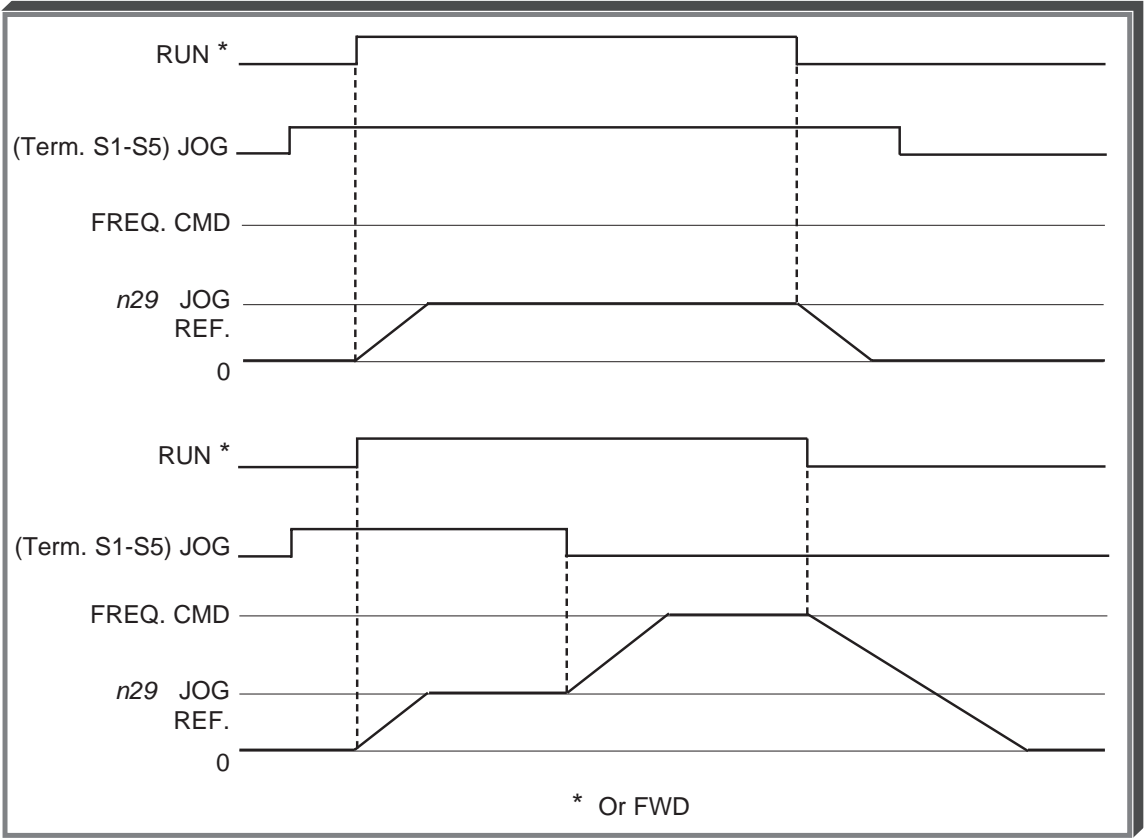 RUN *
(Term. S1-S5) JOG
FREQ. CMD
n29 JOG
REF.
0
RUN *
(Term. S1-S5) JOG
FREQ. CMD
n29 JOG
REF.
0
* Or FWD